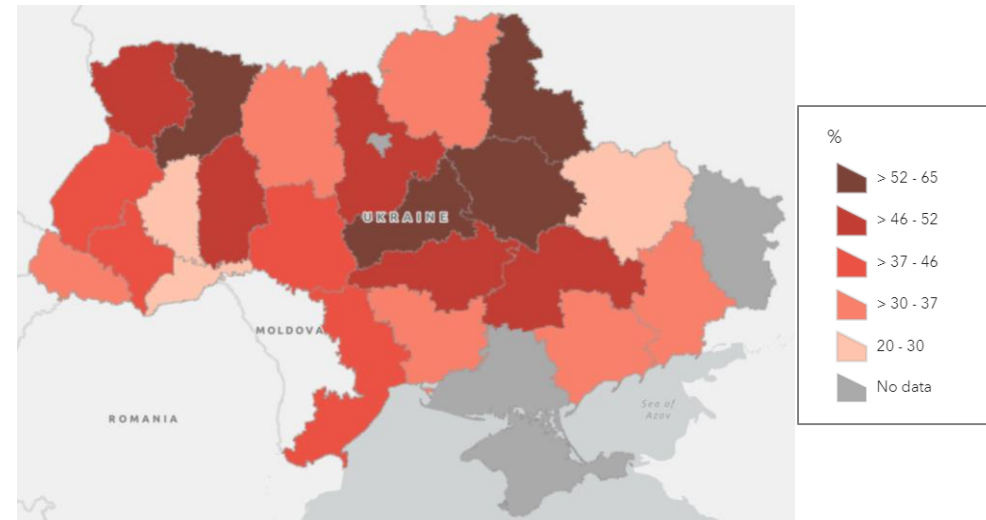 UKRAINE
MOLDOVA
ROMANIA
Sea of
Azov
%
> 52 - 65
> 46 - 52
> 37 - 46
> 30 - 37
20 - 30
No data